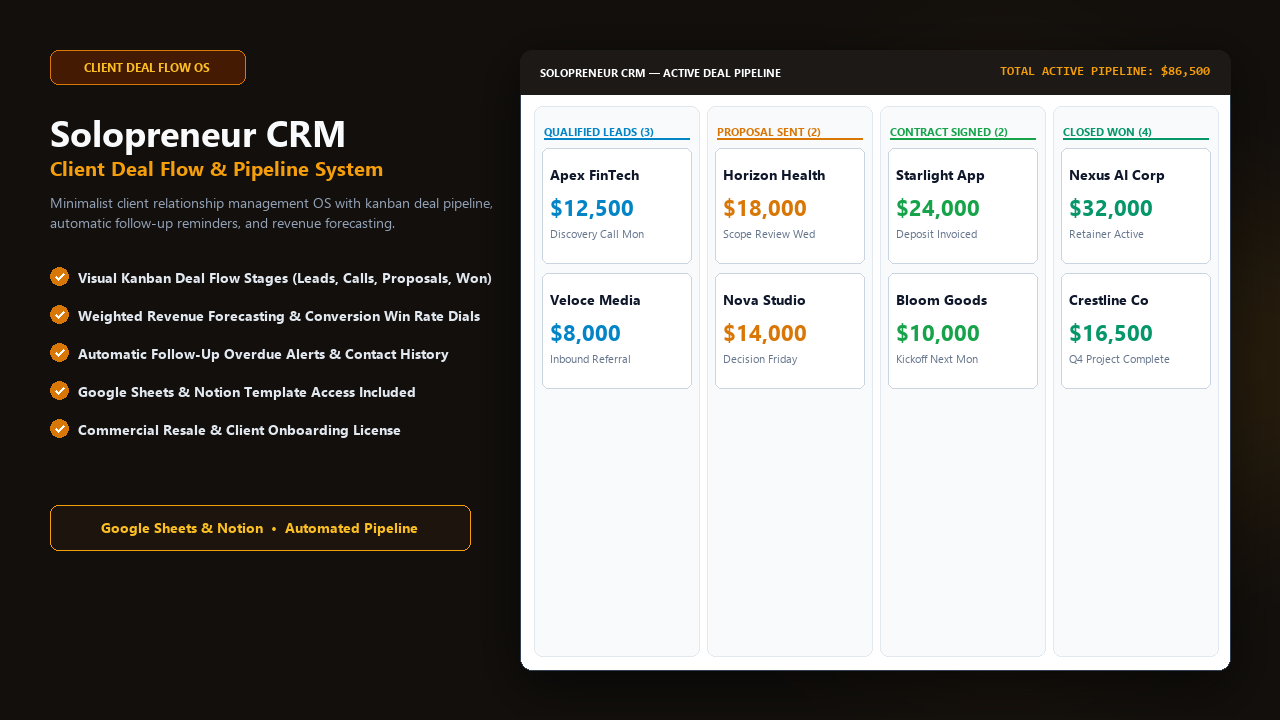 CLIENT DEAL FLOW OS
Solopreneur CRM
Client Deal Flow & Pipeline System
Minimalist client relationship management OS with kanban deal pipeline,
automatic follow-up reminders, and revenue forecasting.
Visual Kanban Deal Flow Stages (Leads, Calls, Proposals, Won)
Weighted Revenue Forecasting & Conversion Win Rate Dials
Automatic Follow-Up Overdue Alerts & Contact History
Google Sheets & Notion Template Access Included
Commercial Resale & Client Onboarding License
Google Sheets & Notion • Automated Pipeline
SOLOPRENEUR CRM — ACTIVE DEAL PIPELINE
TOTAL ACTIVE PIPELINE: $86,500
QUALIFIED LEADS (3)
Apex FinTech
$12,500
Discovery Call Mon
Veloce Media
$8,000
Inbound Referral
PROPOSAL SENT (2)
Horizon Health
$18,000
Scope Review Wed
Nova Studio
$14,000
Decision Friday
CONTRACT SIGNED (2)
Starlight App
$24,000
Deposit Invoiced
Bloom Goods
$10,000
Kickoff Next Mon
CLOSED WON (4)
Nexus AI Corp
$32,000
Retainer Active
Crestline Co
$16,500
Q4 Project Complete